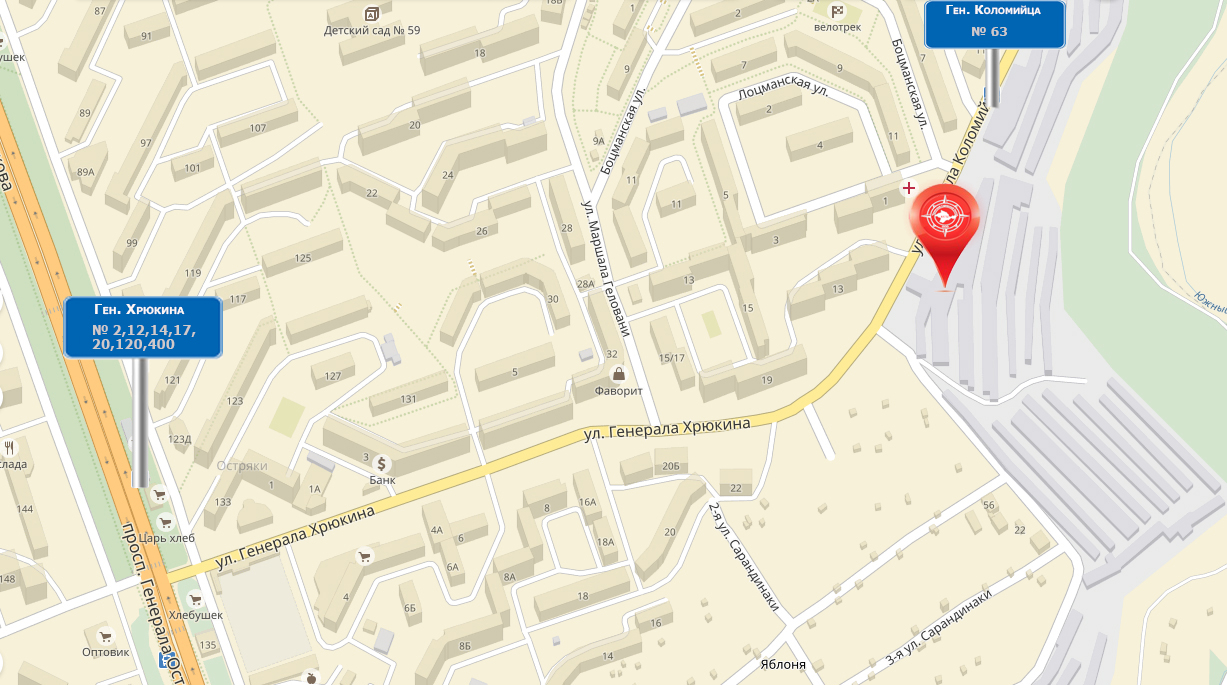 Ген. Коломийца
№ 63
91
Детский сад № 59
18
2
велотрек
Боцманская ул.
7
9
7
9
Лоцманская ул.
2
89
107
20
9А
Боцманская ул.
4
11
97
89А
101
22
24
11
5
11
1
3
99
28
26
125
119
13
13
ул. Маршала Геловани
28А
30
15
117
Ген. Хрюкина
№ 2,12,14,17,
20,120,400
32
15/17
19
127
5
Фаворит
121
123
131
ул. Генерала Хрюкина
123Д
3
$
Банк
Остряки
20Б
22
1
1А
133
144
8
16А
20
56
22
2-я ул. Сарандинаки
Царь хлеб
просп. Генерала Ост
ул. Генерала Хрюкина
4А
6
18А
6А
8А
148
4
6Б
18
3-я ул. Сарандинаки
Хлебушек
135
16
Оптовик
8Б
14
Яблоня